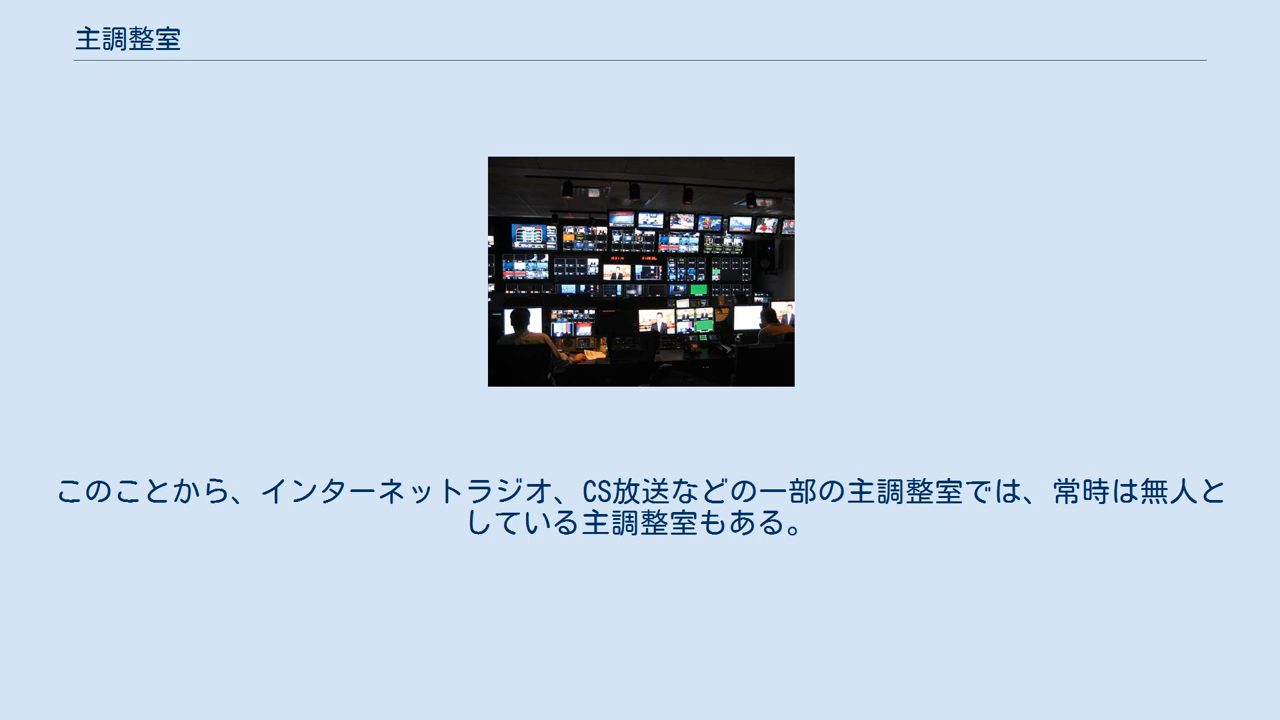 主調整室
このことから、インターネットラジオ、CS放送などの一部の主調整室では、常時は無人と
している主調整室もある。